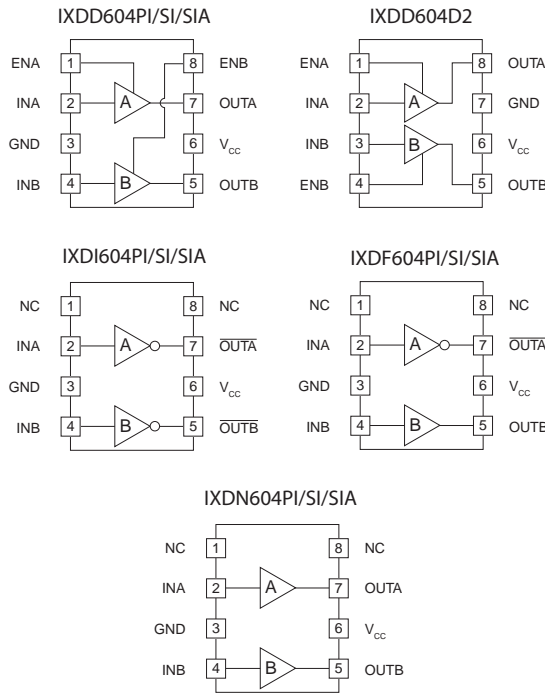 IXDD604PI/SI/SIA
ENA 1 8 ENB
INA 2 A 7 OUTA
GND 3 6 VCC
INB 4 B 5 OUTB
IXDD604D2
ENA 1 8 OUTA
INA 2 A 7 GND
INB 3 B 6 VCC
ENB 4 5 OUTB
IXDI604PI/SI/SIA
NC 1 8 NC
INA 2 A 7 OUTA
GND 3 6 VCC
INB 4 B 5 OUTB
IXDF604PI/SI/SIA
NC 1 8 NC
INA 2 A 7 OUTA
GND 3 6 VCC
INB 4 B 5 OUTB
IXDN604PI/SI/SIA
NC 1 8 NC
INA 2 A 7 OUTA
GND 3 6 VCC
INB 4 B 5 OUTB